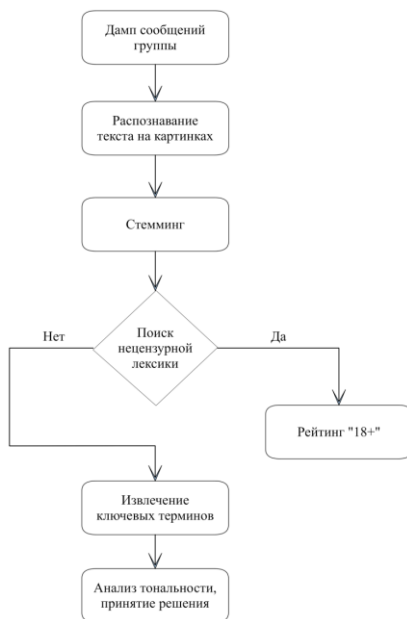 Дамп сообщений
группы
Распознавание
текста на картинках
Стемминг
Нет
Поиск
нецензурной
лексики
Да
Рейтинг "18+"
Извлечение
ключевых терминов
Анализ тональности,
принятие решения